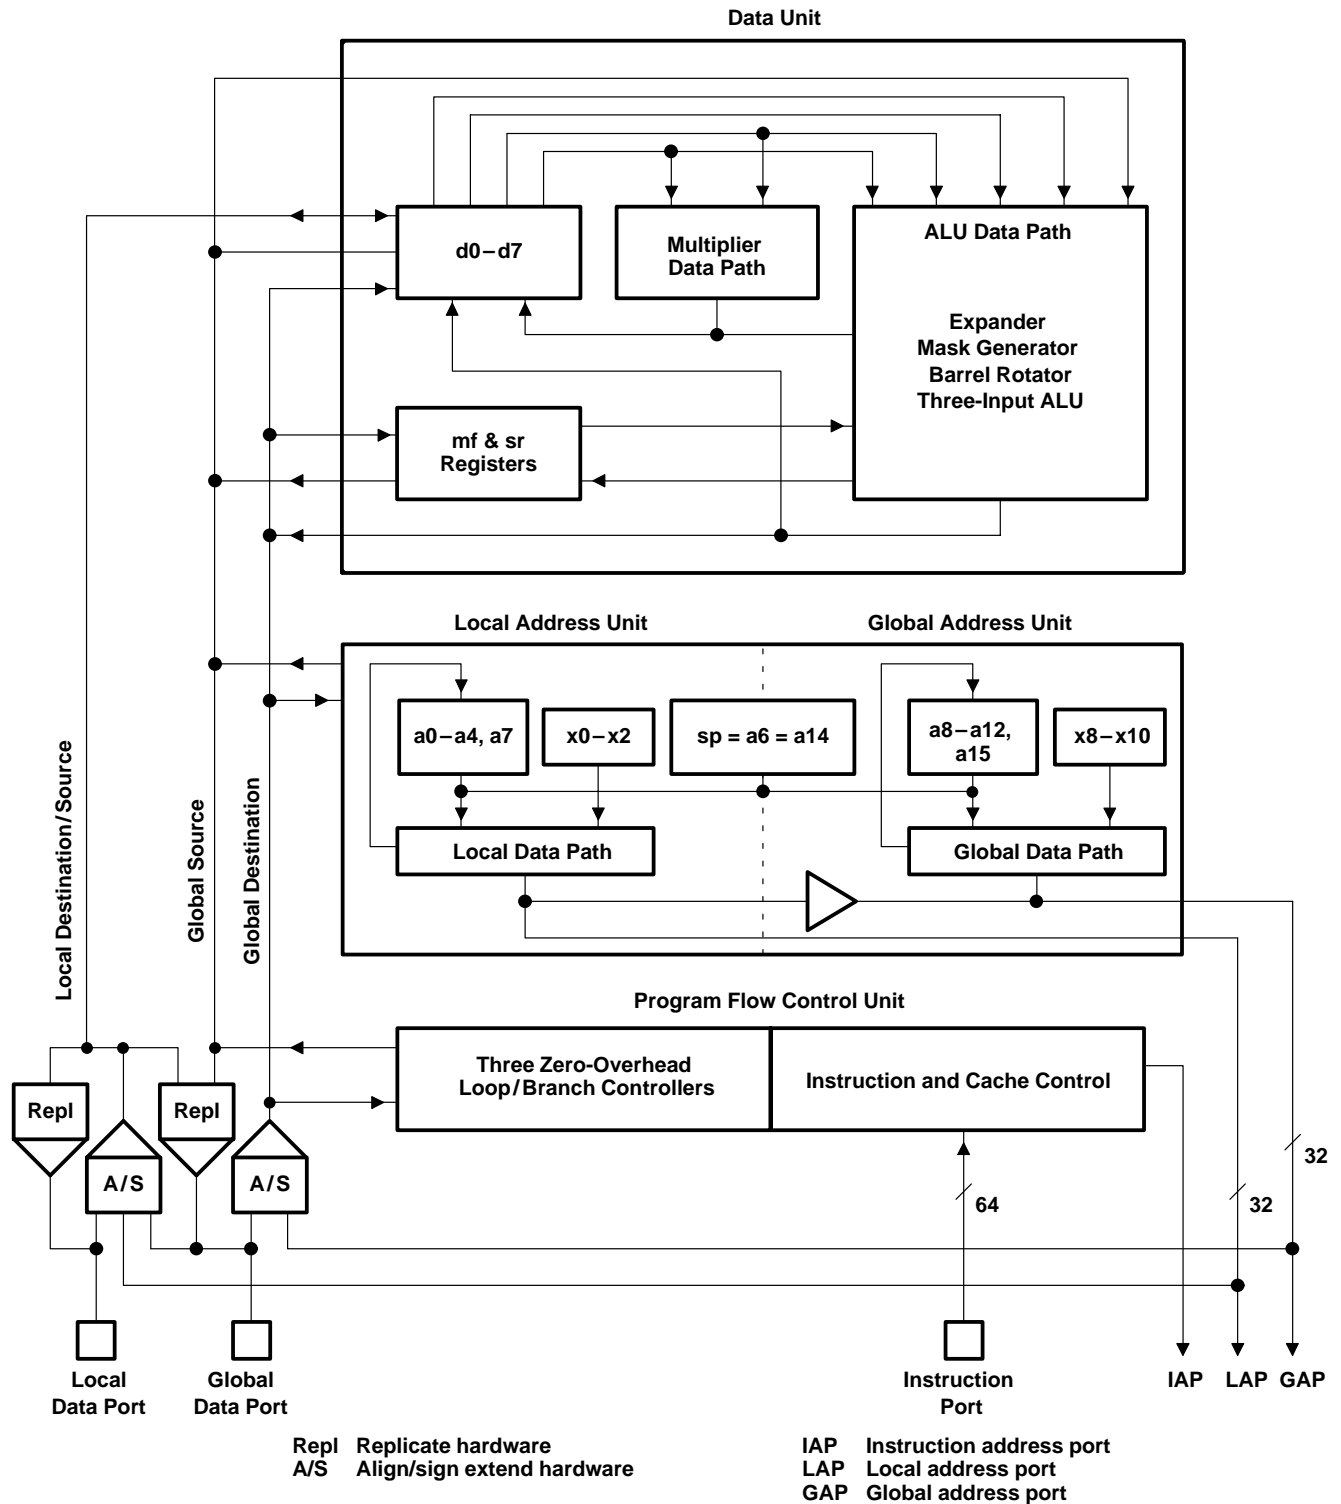 Data Unit
d0–d7
Multiplier
Data Path
ALU Data Path
Expander
Mask Generator
Barrel Rotator
Three-Input ALU
mf & sr
Registers
Local Address Unit
Global Address Unit
a0–a4, a7
x0–x2
sp = a6 = a14
a8–a12,
a15
x8–x10
Local Data Path
Global Data Path
Local Destination/Source
Global Source
Global Destination
Program Flow Control Unit
Three Zero-Overhead
Loop/Branch Controllers
Instruction and Cache Control
Repl
Repl
A/S
A/S
64
32
32
Local
Data Port
Global
Data Port
Instruction
Port
IAP
LAP
GAP
Repl Replicate hardware
A/S Align/sign extend hardware
IAP Instruction address port
LAP Local address port
GAP Global address port